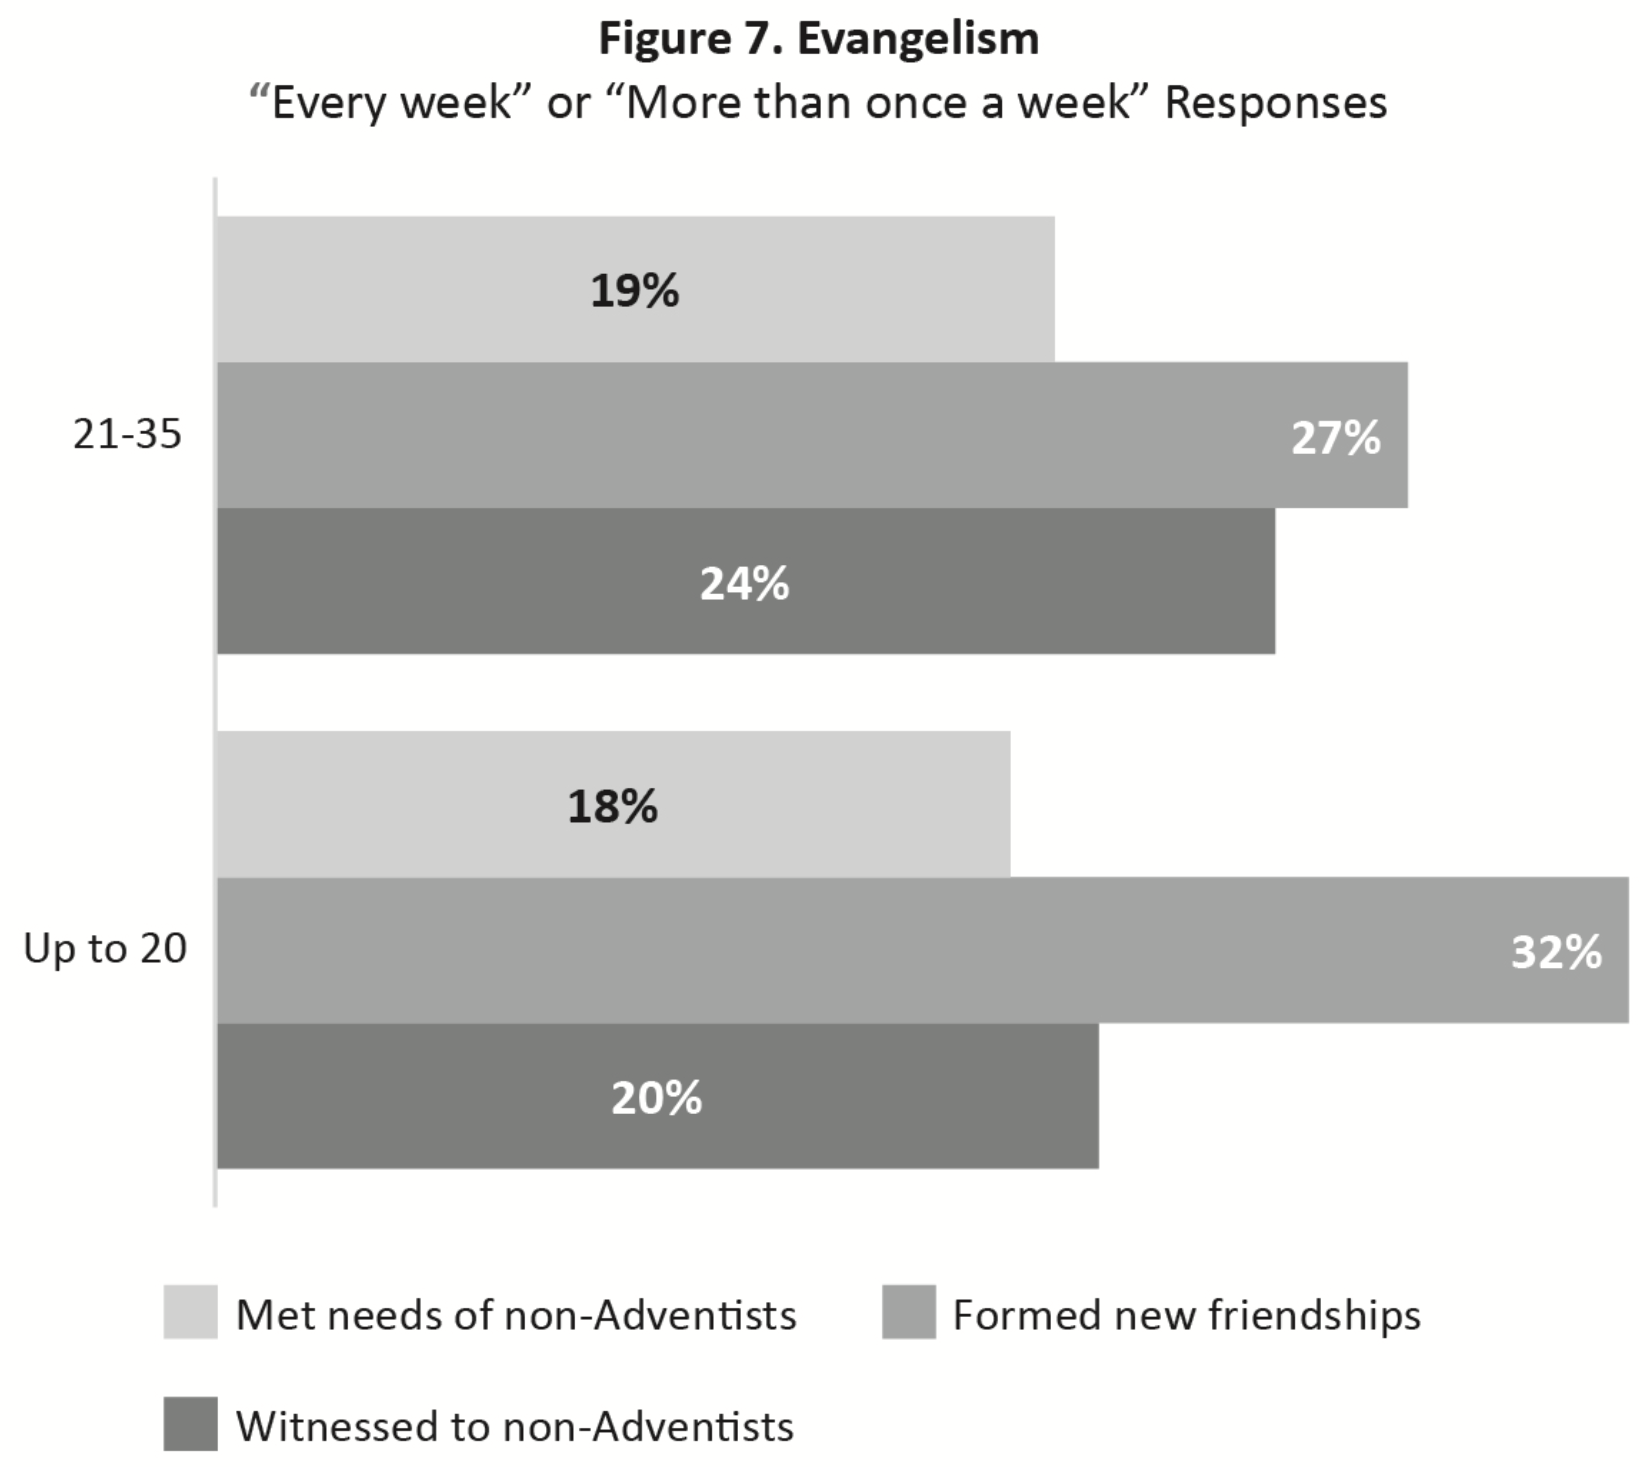 Figure 7. Evangelism
“Every week” or “More than once a week” Responses
19%
21-35
27%
24%
18%
Up to 20
32%
20%
Met needs of non-Adventists
Formed new friendships
Witnessed to non-Adventists